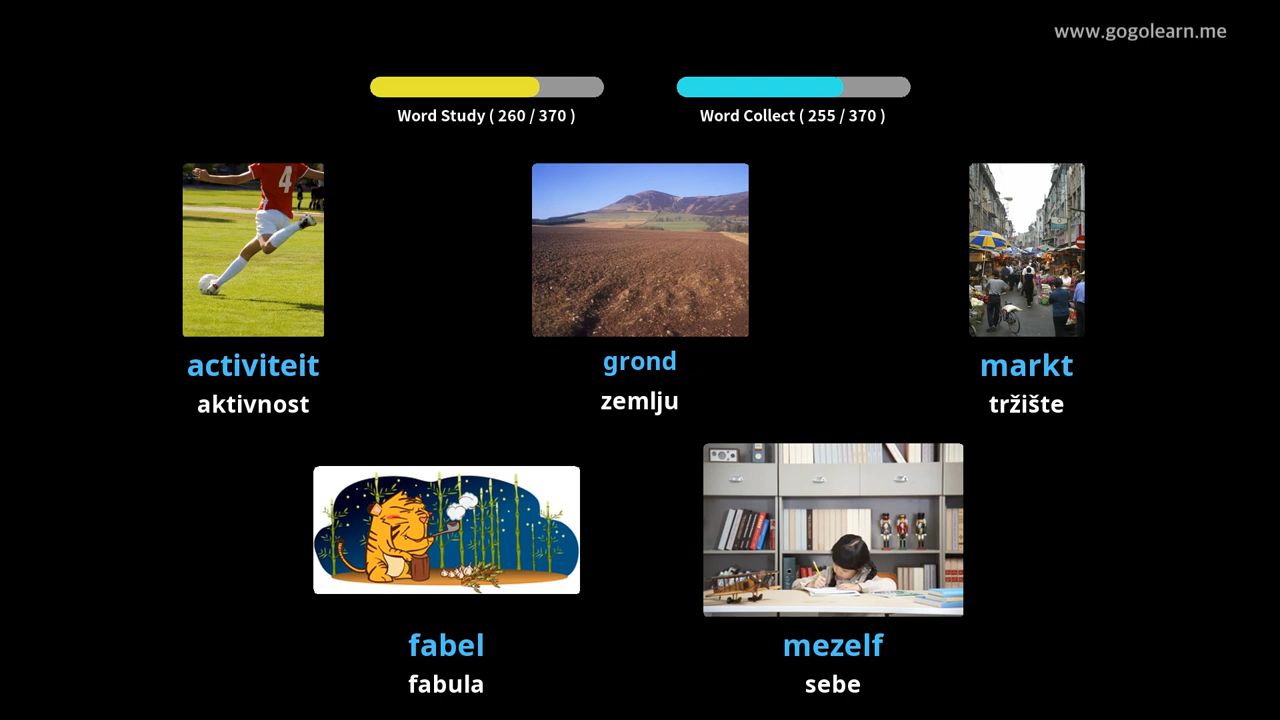 www.gogolearn.me
Word Study ( 260 / 370 )
Word Collect ( 255 / 370 )
4
activiteit
aktivnost
grond
zemlju
markt
tržište
fabel
fabula
mezelf
sebe